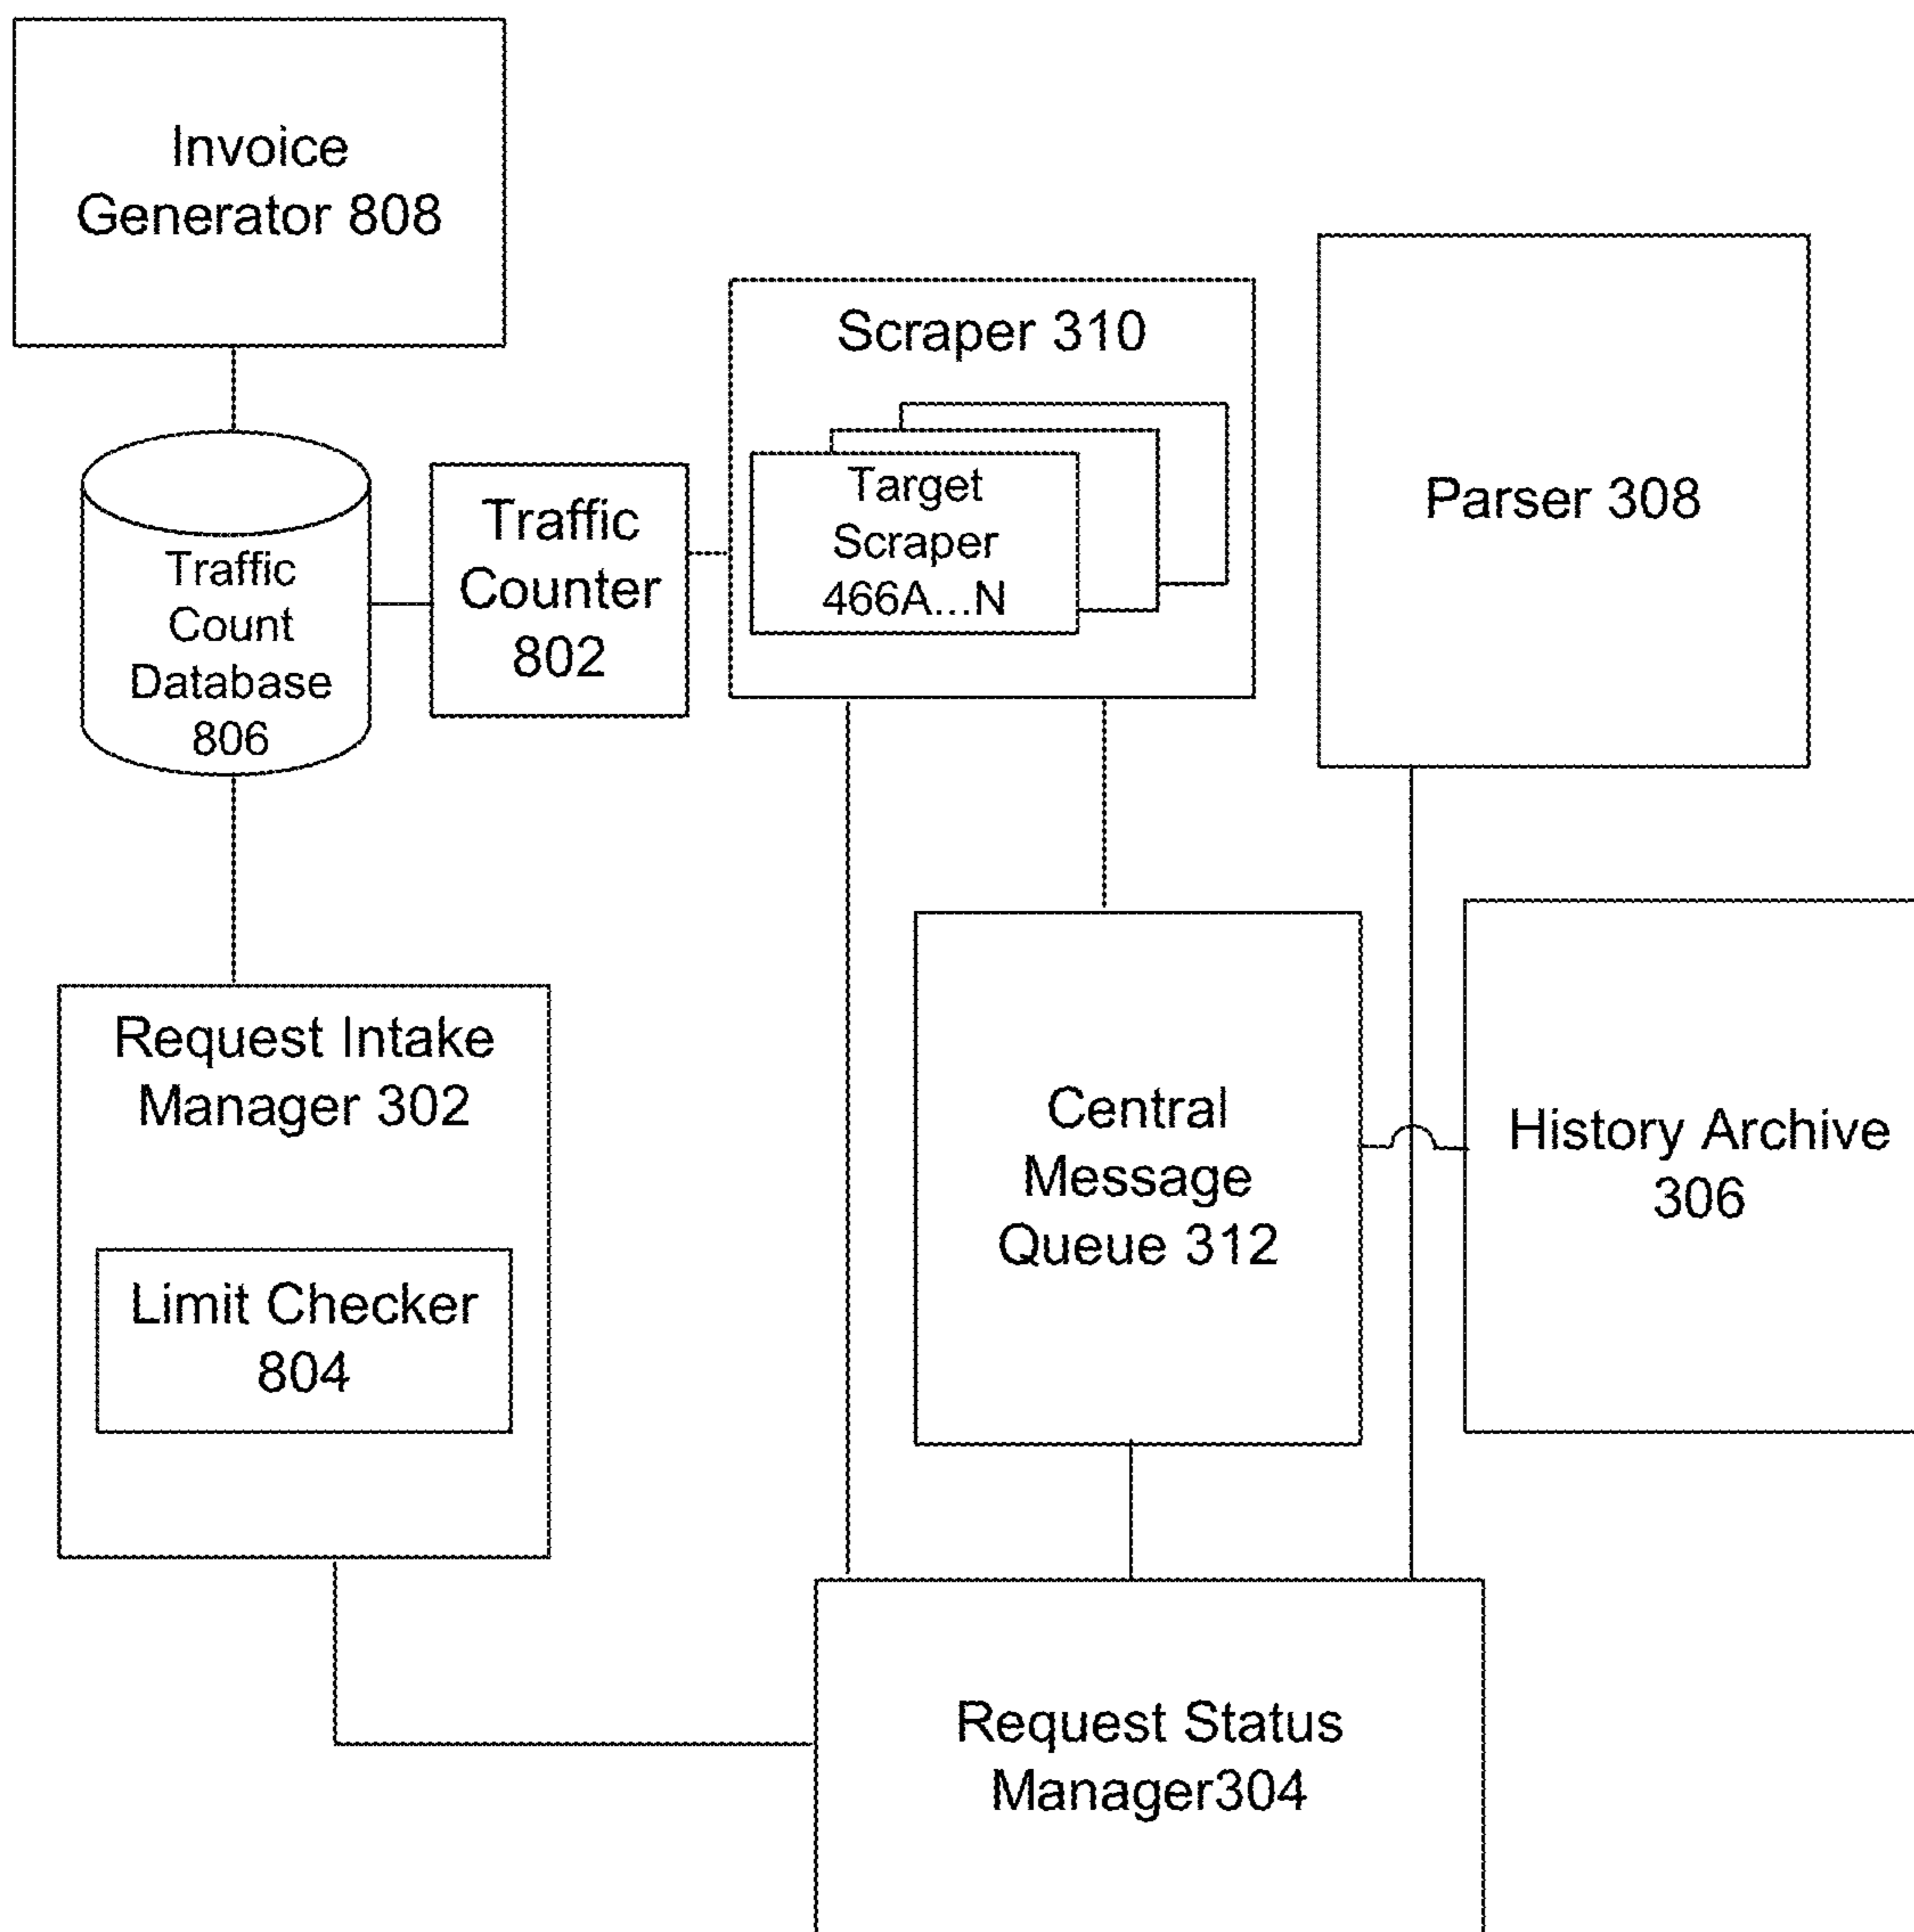 Invoice
Generator 808
Scraper 310
Target
Scraper
466A...N
Parser 308
Traffic
Count
Database
806
Traffic
Counter
802
Request Intake
Manager 302
Limit Checker
804
Central
Message
Queue 312
History Archive
306
Request Status
Manager304